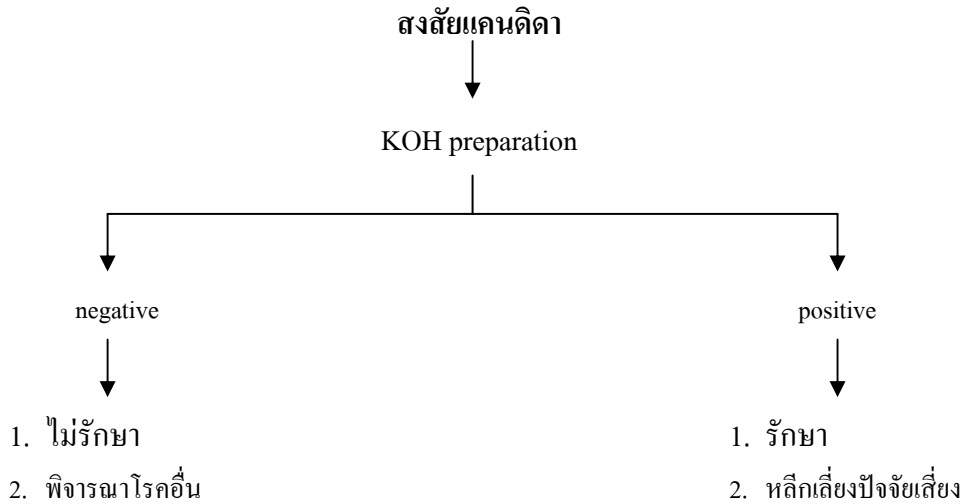 สงสัยแคนดิดา
KOH preparation
negative
positive
1. ไม่รักษา
2. พิจารณาโรคอื่น
1. รักษา
2. หลีกเลี่ยงปัจจัยเสี่ยง